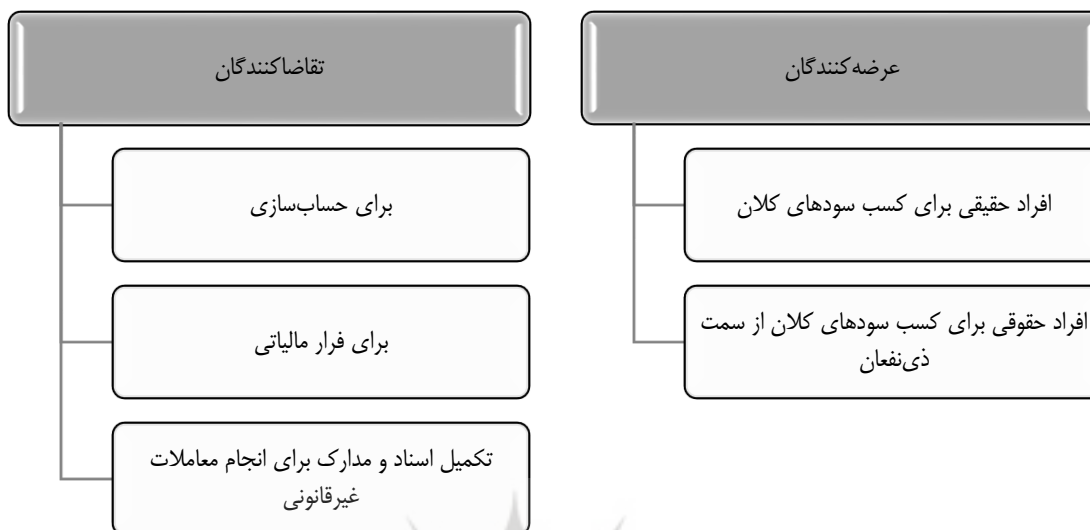 عرضه‌کنندگان
افراد حقیقی برای کسب سودهای کلان
افراد حقوقی برای کسب سودهای کلان از سمت
ذی‌نفعان
تقاضاکنندگان
برای حساب‌سازی
برای فرار مالیاتی
تکمیل اسناد و مدارک برای انجام معاملات
غیرقانونی